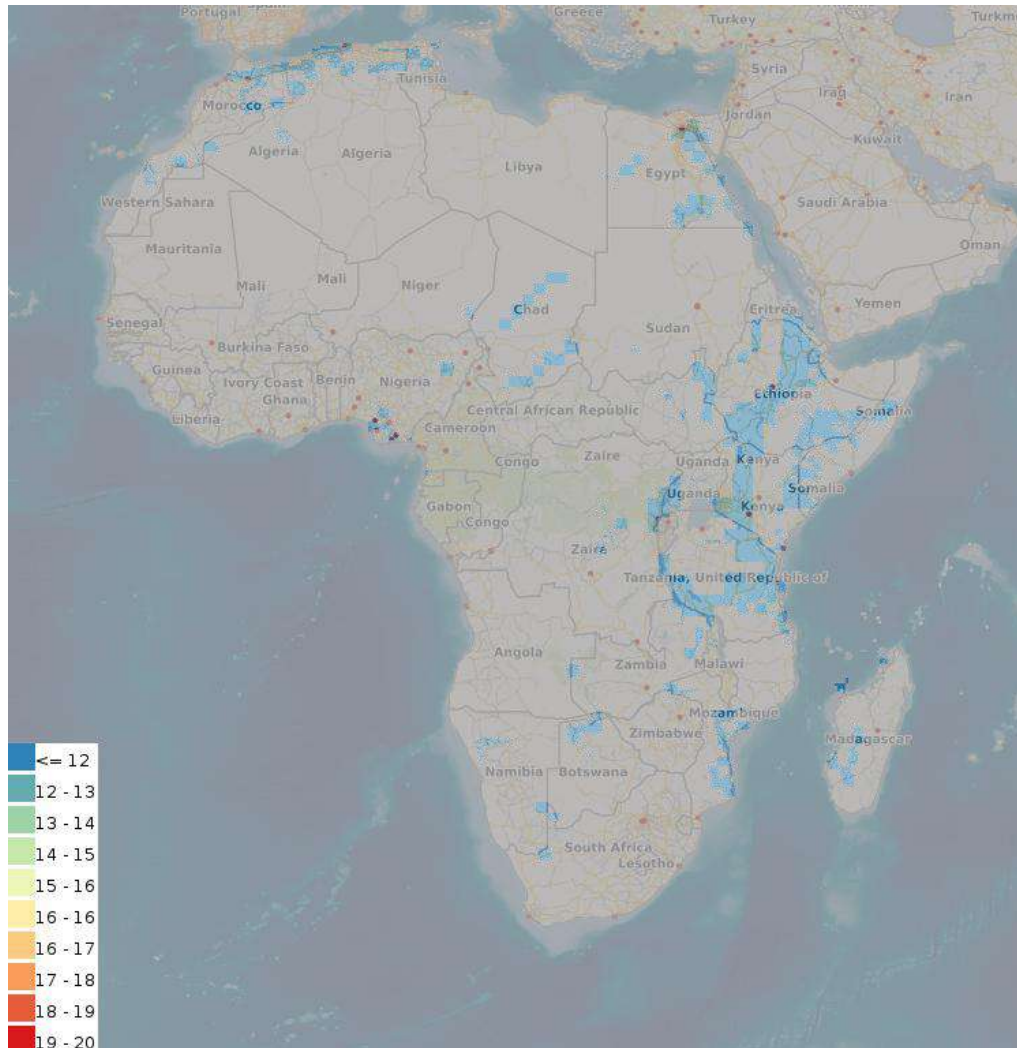 Portugal
Greece
Turkey
Turkm
Tunisia
Syria
Morocco
Iraq
Iran
Jordan
Algeria
Algeria
Kuwait
Libya
Egypt
Western Sahara
Saudi Arabia
Mauritania
Oman
Mali
Mali
Niger
Chad
Yemen
Senegal
Sudan
Eritrea
Burkina Faso
Guinea
Ivory Coast
Benin
Nigeria
Ghana
Ethiopia
Liberia
Central African Republic
Somalia
Cameroon
Congo
Zaire
Uganda
Kenya
Uganda
Somalia
Gabon
Kenya
Congo
Zaire
Tanzania, United Republic of
Angola
Zambia
Malawi
Mozambique
Zimbabwe
Madagascar
Namibia
Botswana
South Africa
Lesotho
<= 12
12 - 13
13 - 14
14 - 15
15 - 16
16 - 16
16 - 17
17 - 18
18 - 19
19 - 20